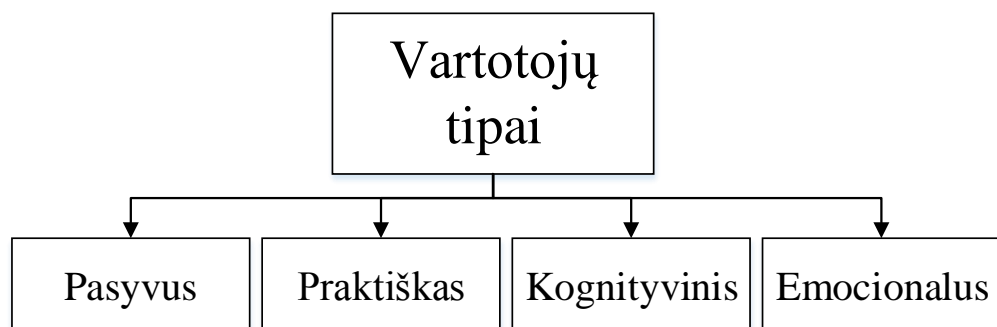 Vartotojų
tipai
Pasyvus
Praktiškas
Kognityvinis
Emocionalus